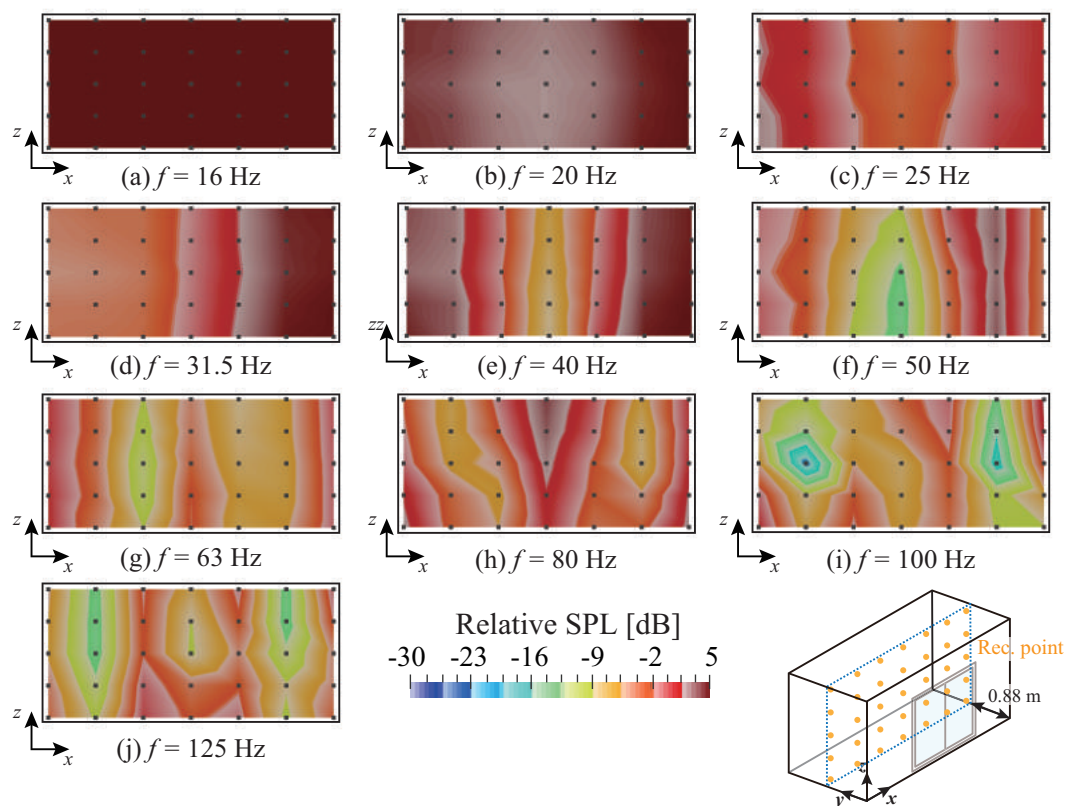 z
x
(a) f = 16 Hz
z
x
(b) f = 20 Hz
z
x
(c) f = 25 Hz
z
x
(d) f = 31.5 Hz
zz
x
(e) f = 40 Hz
z
x
(f) f = 50 Hz
z
x
(g) f = 63 Hz
z
x
(h) f = 80 Hz
z
x
(i) f = 100 Hz
z
x
(j) f = 125 Hz
Relative SPL [dB]
-30 -23 -16 -9 -2 5
Rec. point
0.88 m
z
y x